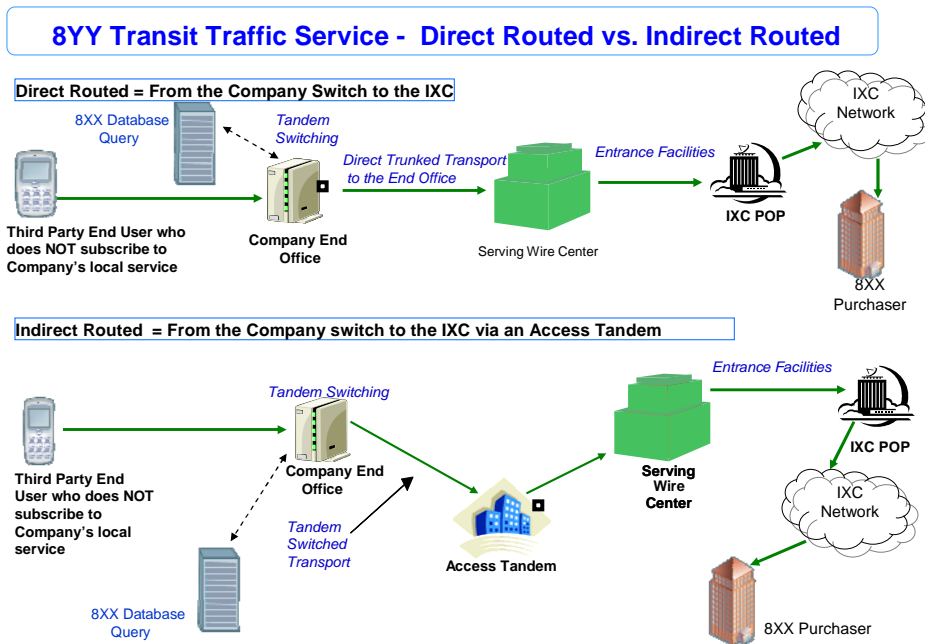 8YY Transit Traffic Service - Direct Routed vs. Indirect Routed
Direct Routed = From the Company Switch to the IXC
8XX Database
Query
Tandem
Switching
Direct Trunked Transport
to the End Office
Entrance Facilities
IXC
Network
IXC POP
Third Party End User who
does NOT subscribe to
Company's local service
Company End
Office
Serving Wire Center
8XX
Purchaser
Indirect Routed = From the Company switch to the IXC via an Access Tandem
Entrance Facilities
Tandem Switching
IXC POP
Third Party End
User who does NOT
subscribe to
Company's local
service
Company End
Office
Serving
Wire
Center
IXC
Network
Tandem
Switched
Transport
Access Tandem
8XX Database
Query
8XX Purchaser